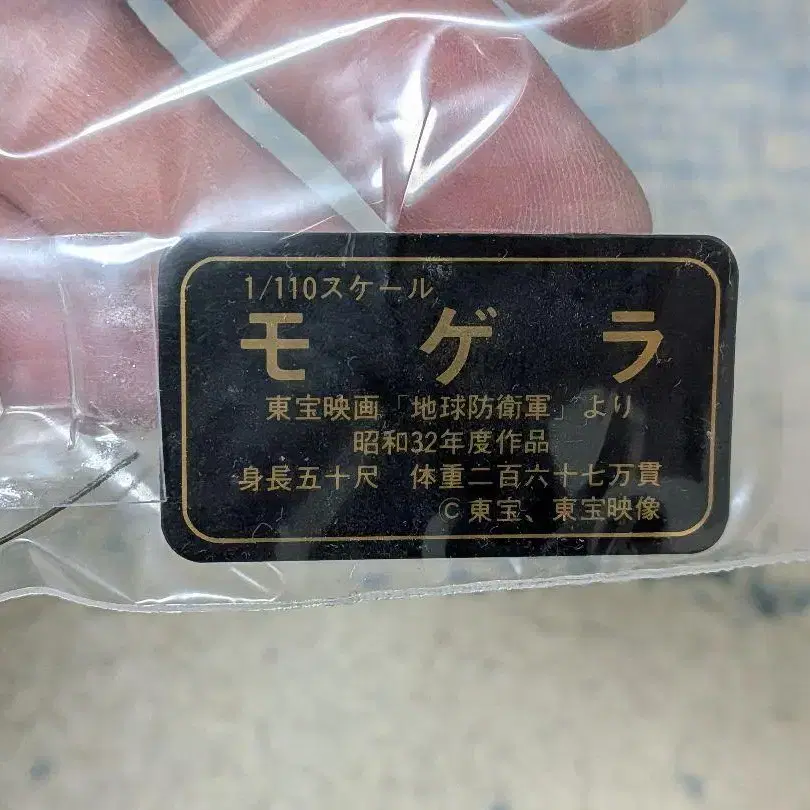 1/110スケール
モゲラ
東宝映画「地球防衛軍」より
昭和32年度作品
身長五十尺 体重二百六十七万貫
©東宝、東宝映像